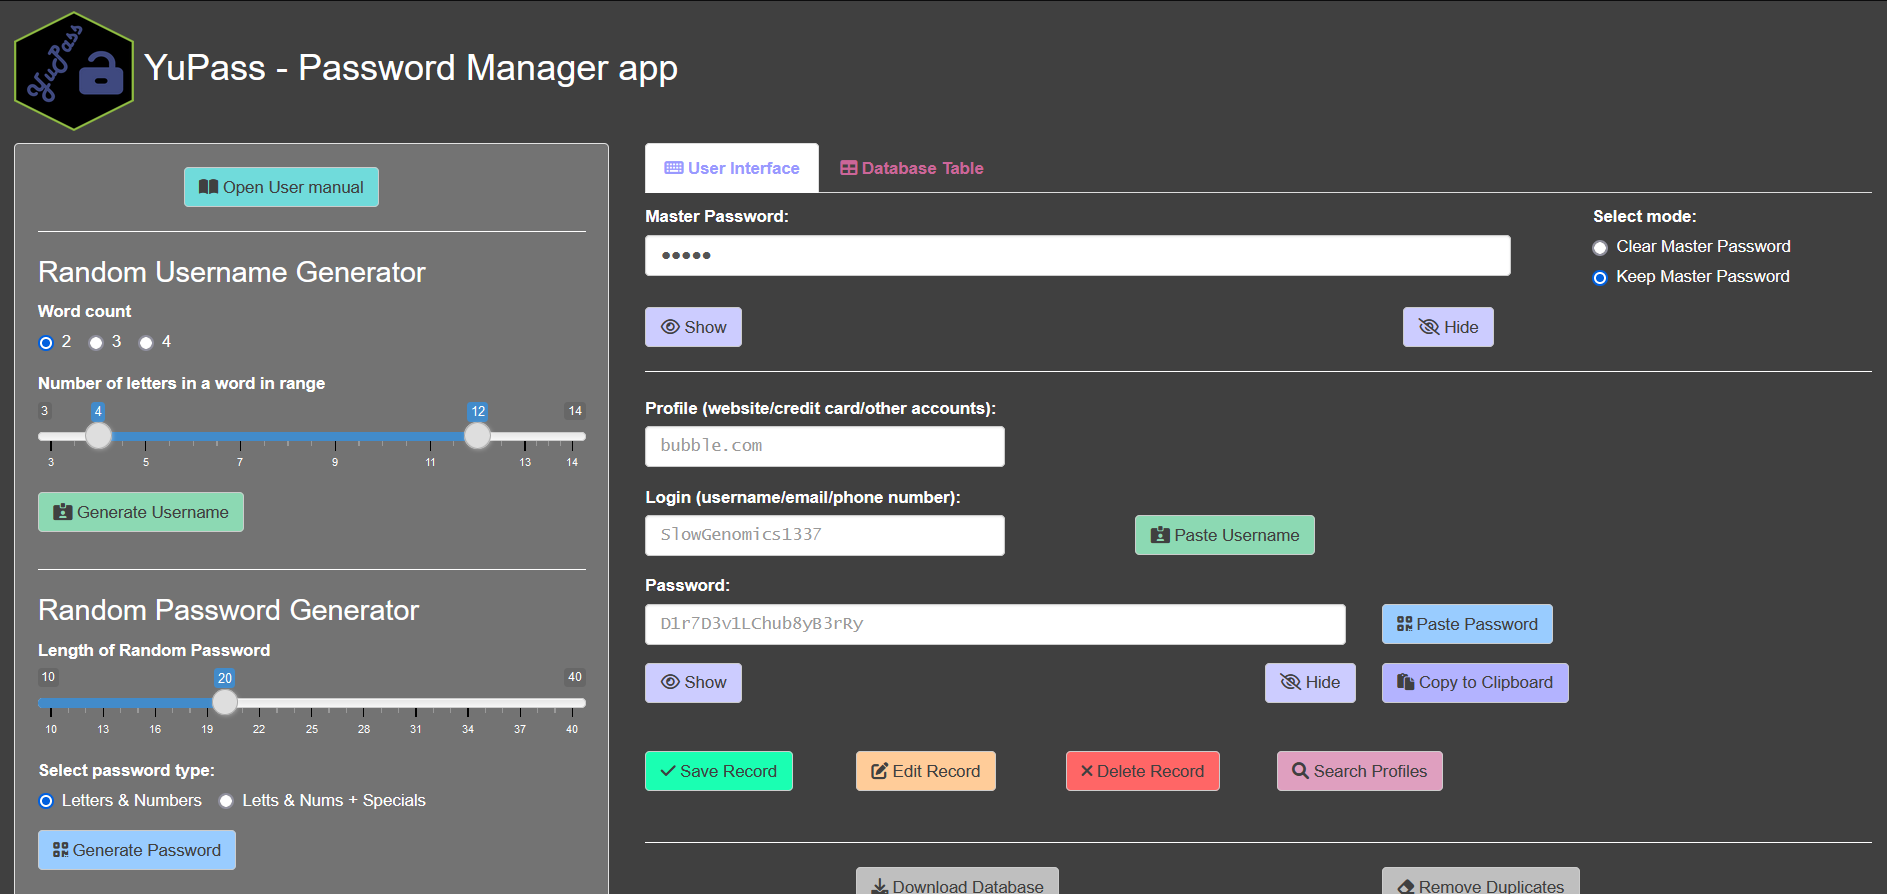 YuPass
YuPass - Password Manager app
Open User manual
Random Username Generator
Word count
2 3 4
Number of letters in a word in range
3 4 12 14
3 5 7 9 11 13 14
Generate Username
Random Password Generator
Length of Random Password
10 20 40
10 13 16 19 22 25 28 31 34 37 40
Select password type:
Letters & Numbers Letts & Nums + Specials
Generate Password
User Interface Database Table
Master Password:
•••••
Show Hide
Select mode:
Clear Master Password
Keep Master Password
Profile (website/credit card/other accounts):
bubble.com
Login (username/email/phone number):
SlowGenomics1337 Paste Username
Password:
D1r7D3v1LChub8yB3rRy Paste Password
Show Hide Copy to Clipboard
Save Record Edit Record Delete Record Search Profiles
Download Database Remove Duplicates